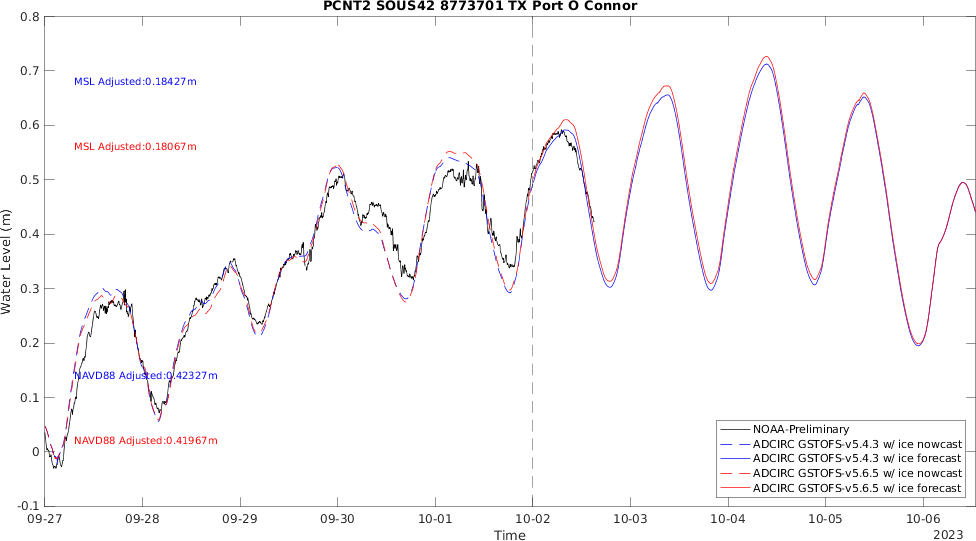 PCNT2 SOUS42 8773701 TX Port O Connor
0.8
0.7
MSL Adjusted:0.18427m
0.6
MSL Adjusted:0.18067m
0.5
0.4
Water Level (m)
0.3
0.2
NAVD88 Adjusted:0.42327m
0.1
NAVD88 Adjusted:0.41967m
0
-0.1
NOAA-Preliminary
ADCIRC GSTOFS-v5.4.3 w/ ice nowcast
ADCIRC GSTOFS-v5.4.3 w/ ice forecast
ADCIRC GSTOFS-v5.6.5 w/ ice nowcast
ADCIRC GSTOFS-v5.6.5 w/ ice forecast
09-27 09-28 09-29 09-30 10-01 10-02 10-03 10-04 10-05 10-06
Time
2023